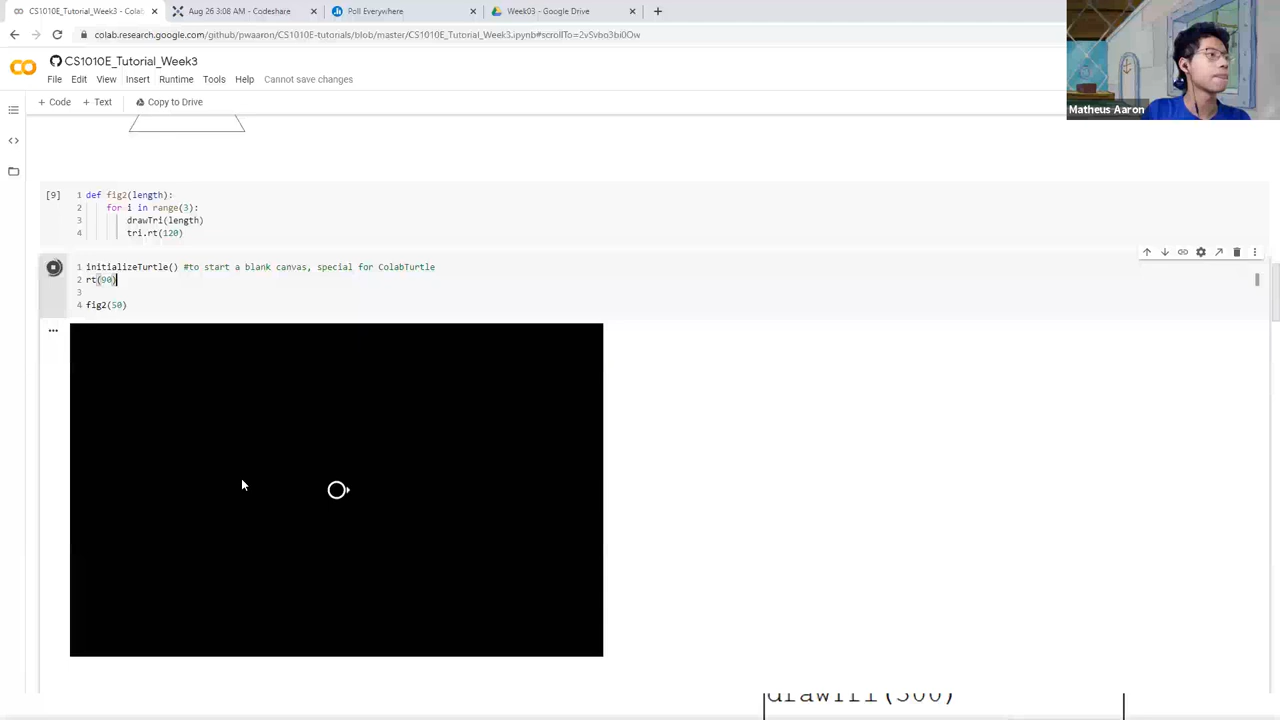 CS1010E_Tutorial_Week3 - Colab
Aug 26 3:08 AM - Codeshare
Poll Everywhere
Week03 - Google Drive
colab.research.google.com/github/pwaaron/CS1010E-tutorials/blob/master/CS1010E_Tutorial_Week3.ipynb#scrollTo=2vSvbo3bi0Ow
CS1010E_Tutorial_Week3
File Edit View Insert Runtime Tools Help Cannot save changes
+ Code + Text Copy to Drive
Matheus Aaron
[9] 1 def fig2(length):
2 for i in range(3):
3 drawTri(length)
4 tri.rt(120)
1 initializeTurtle() #to start a blank canvas, special for ColabTurtle
2 rt(90)
3
4 fig2(50)
drawTri(300)